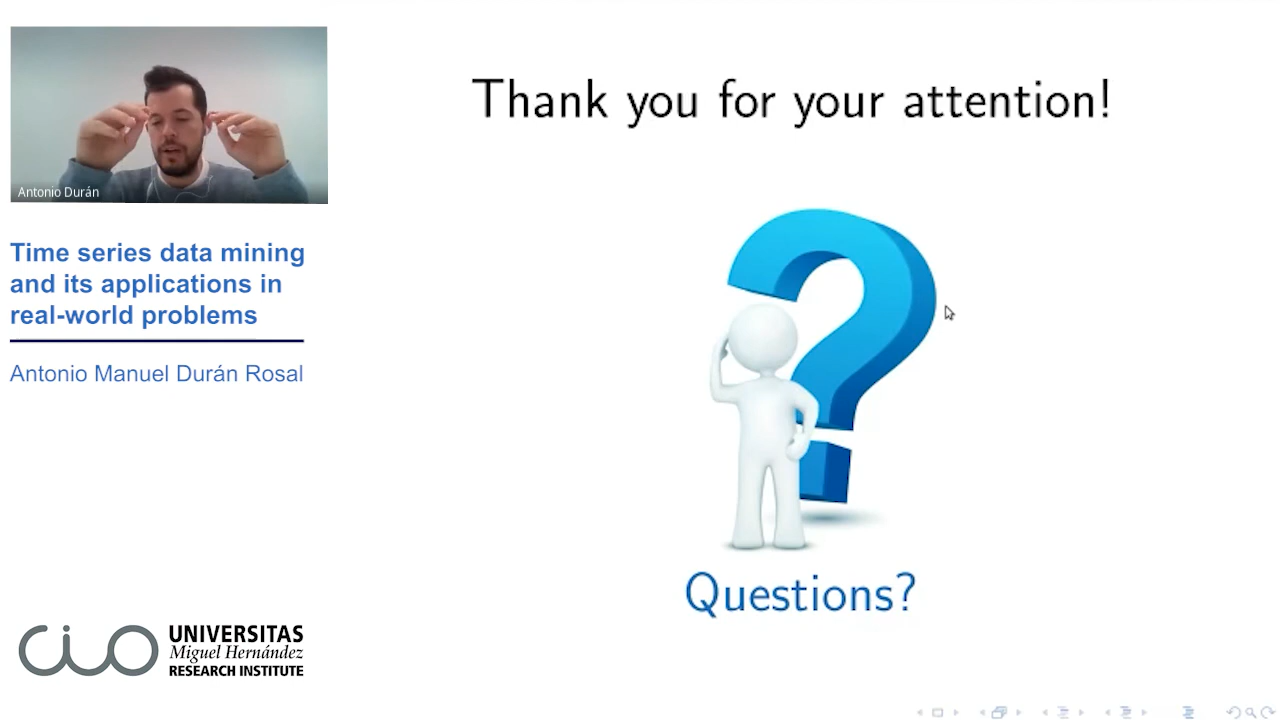 Antonio Durán
Time series data mining
and its applications in
real-world problems
Antonio Manuel Durán Rosal
Thank you for your attention!
Questions?
CIO
UNIVERSITAS
Miguel Hernández
RESEARCH INSTITUTE